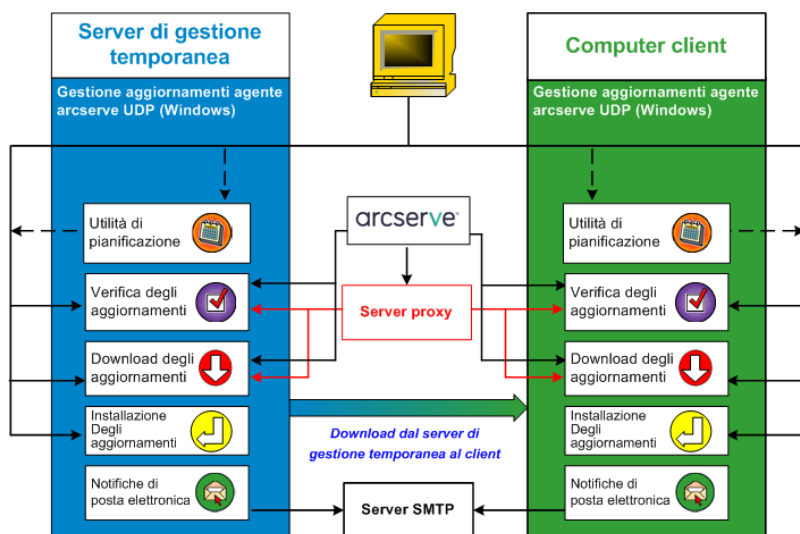 Server di gestione
temporanea
Gestione aggiornamenti agente
arcserve UDP (Windows)
Utilità di
pianificazione
Verifica degli
aggiornamenti
Download degli
aggiornamenti
Installazione
Degli
aggiornamenti
Notifiche di
posta elettronica
arcserve®
Server proxy
Download dal server di
gestione temporanea al client
Server SMTP
Computer client
Gestione aggiornamenti agente
arcserve UDP (Windows)
Utilità di
pianificazione
Verifica degli
aggiornamenti
Download degli
aggiornamenti
Installazione
Degli
aggiornamenti
Notifiche di
posta elettronica